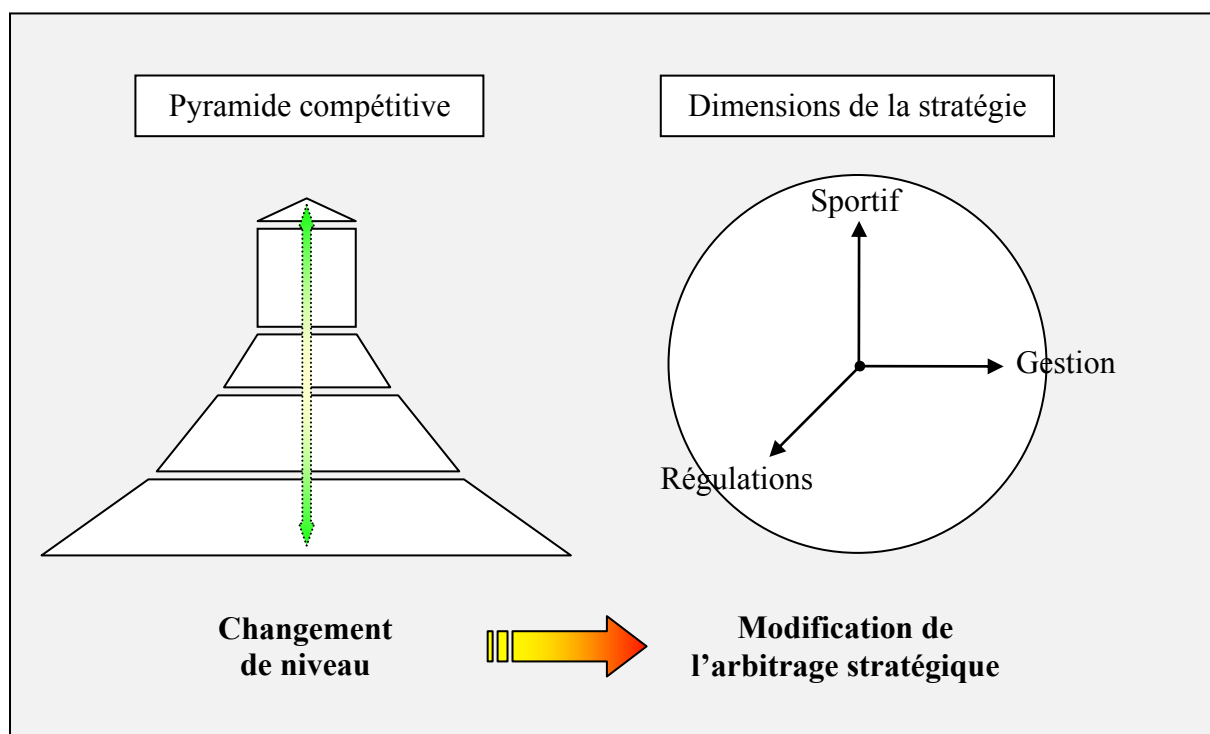 Pyramide compétitive
Dimensions de la stratégie
Sportif
Gestion
Régulations
Changement
de niveau
Modification de
l’arbitrage stratégique